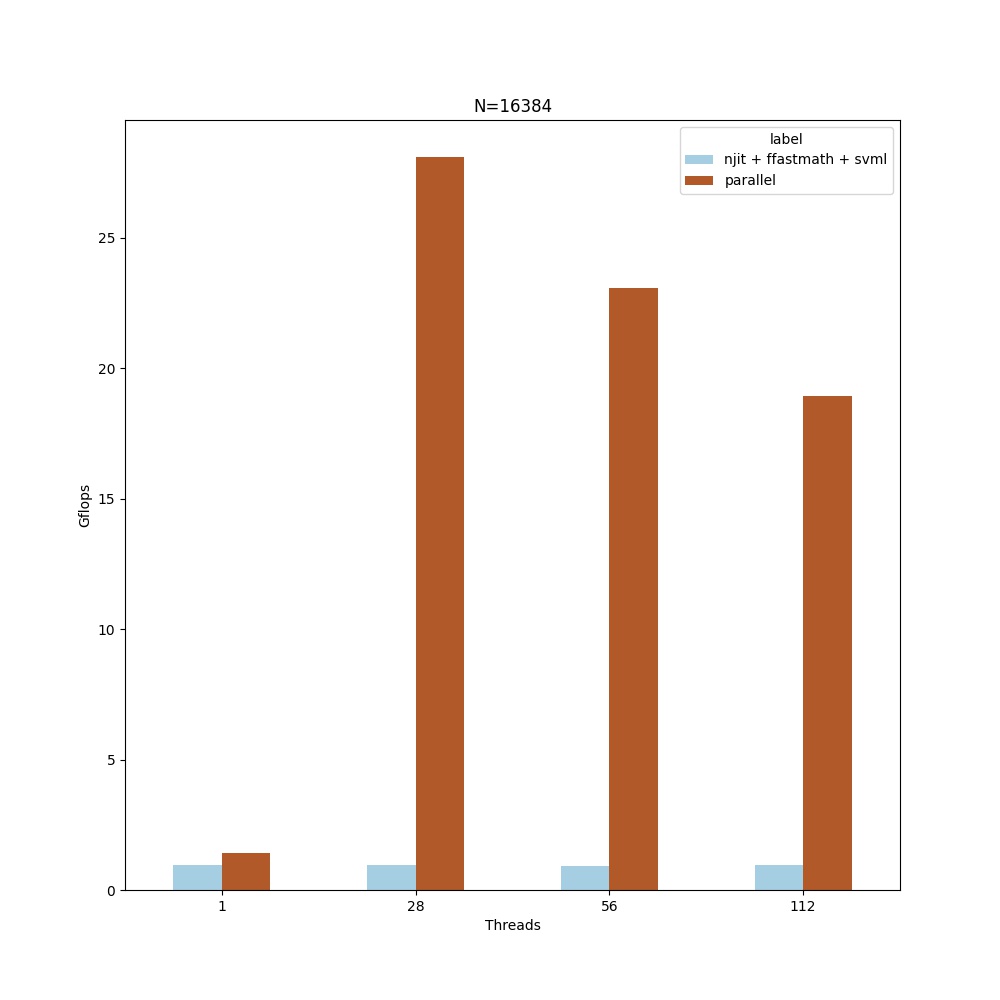 N=16384
label
njit + ffastmath + svml
parallel
25
20
15
10
5
0
Gflops
1
28
56
112
Threads